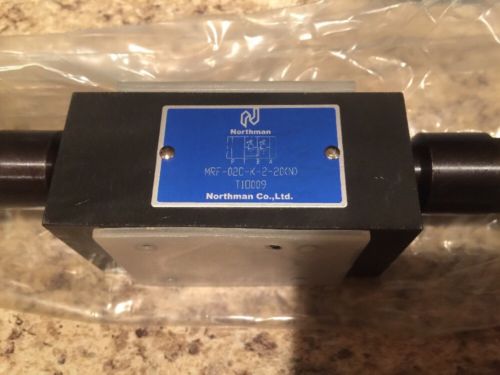 Northman
P B A
MRF-02C-K-2-20(N)
T10009
Northman Co.,Ltd.